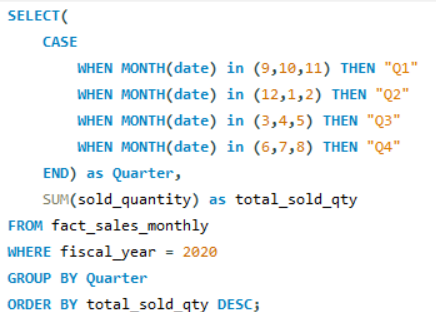 SELECT(
CASE
WHEN MONTH(date) in (9,10,11) THEN "Q1"
WHEN MONTH(date) in (12,1,2) THEN "Q2"
WHEN MONTH(date) in (3,4,5) THEN "Q3"
WHEN MONTH(date) in (6,7,8) THEN "Q4"
END) as Quarter,
SUM(sold_quantity) as total_sold_qty
FROM fact_sales_monthly
WHERE fiscal_year = 2020
GROUP BY Quarter
ORDER BY total_sold_qty DESC;